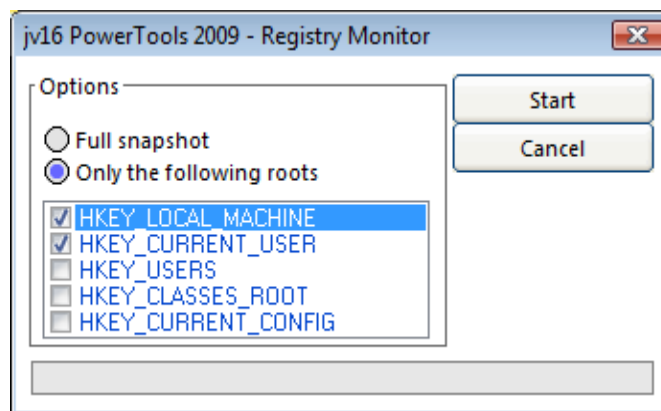 jv16 PowerTools 2009 - Registry Monitor
Options
Full snapshot
Only the following roots
HKEY_LOCAL_MACHINE
HKEY_CURRENT_USER
HKEY_USERS
HKEY_CLASSES_ROOT
HKEY_CURRENT_CONFIG
Start
Cancel